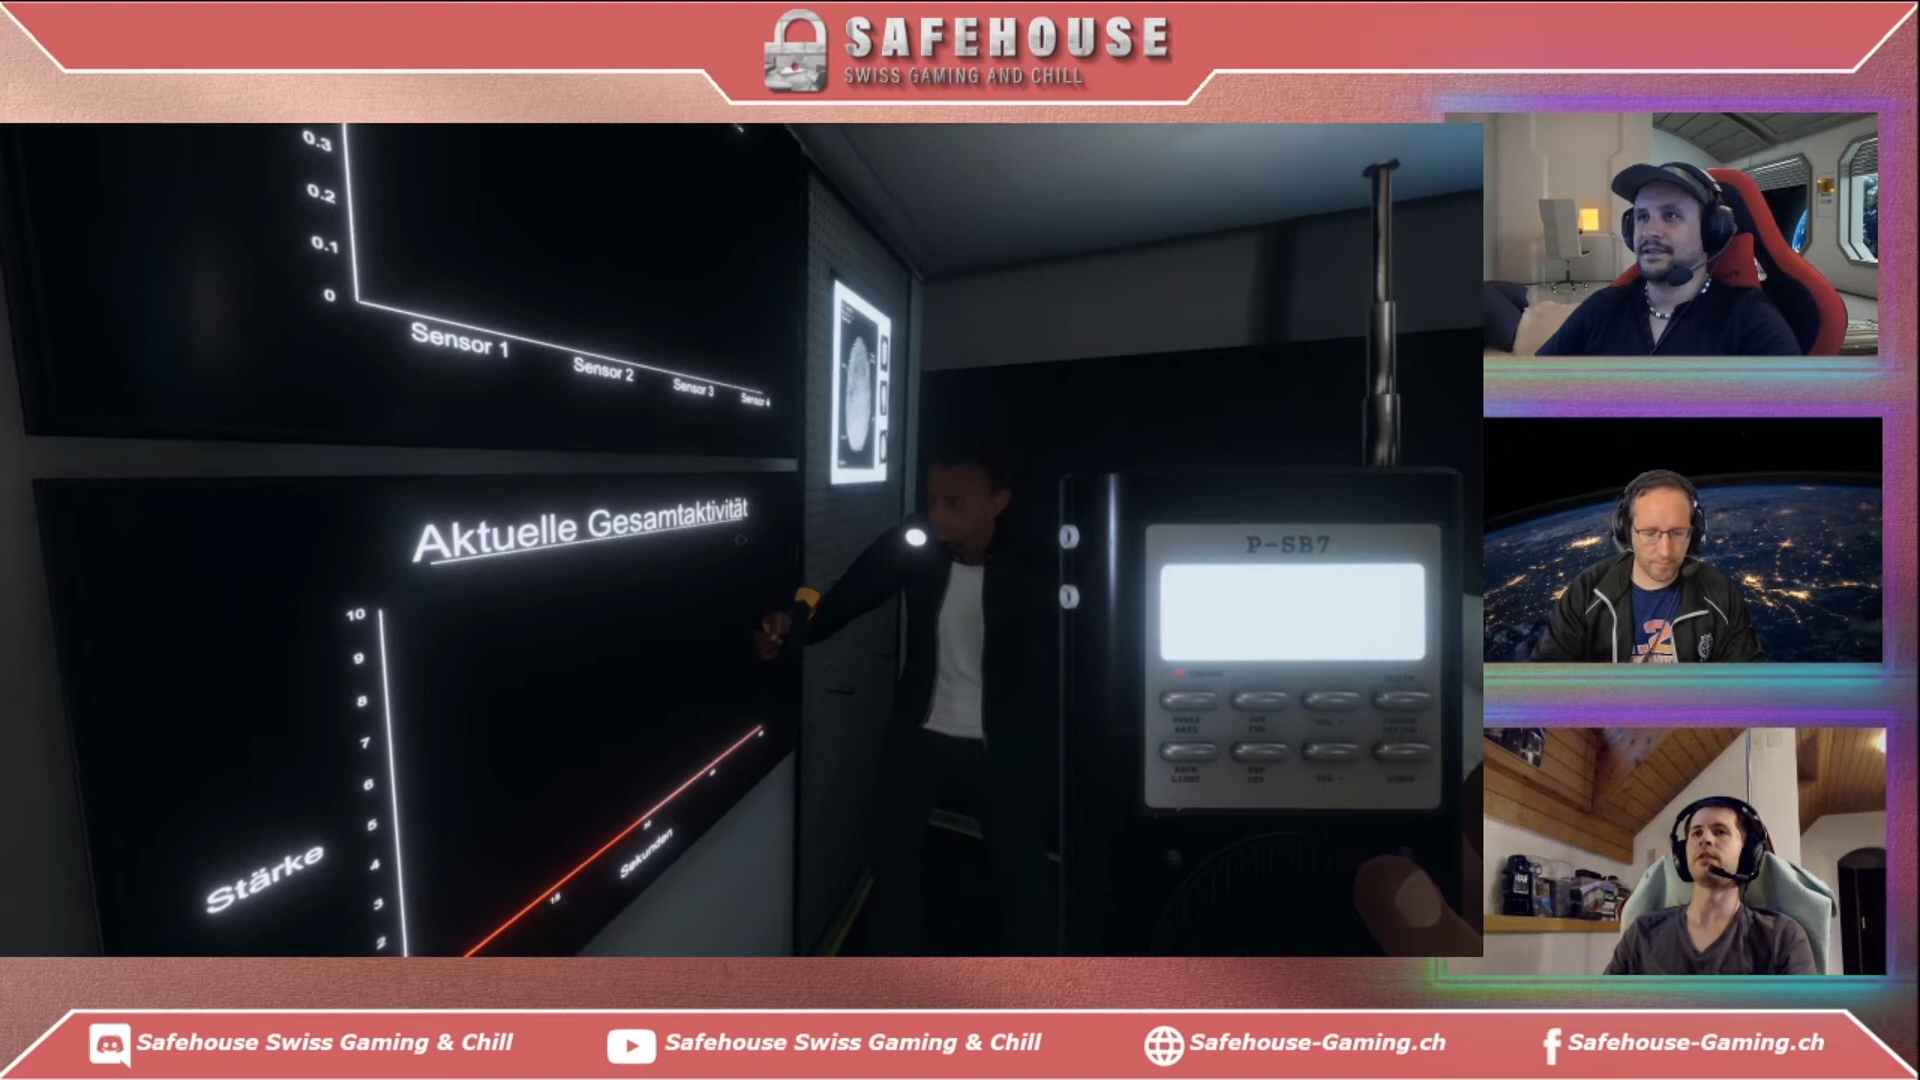 SAFEHOUSE
SWISS GAMING AND CHILL
0.3
0.2
0.1
0
Sensor 1
Sensor 2
Sensor 3
Sensor 4
Aktuelle Gesamtaktivität
10
9
8
7
6
5
4
3
2
Stärke
Sekunden
P-SB7
Safehouse Swiss Gaming & Chill
Safehouse Swiss Gaming & Chill
Safehouse-Gaming.ch
Safehouse-Gaming.ch